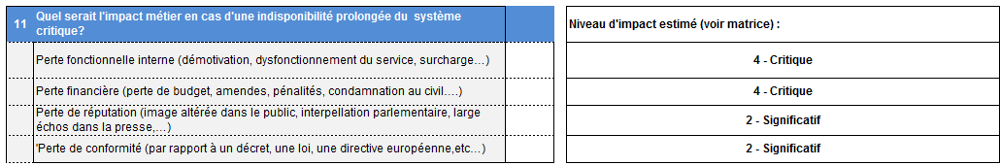 11 Quel serait l'impact métier en cas d'une indisponibilité prolongée du  système
critique?
Niveau d'impact estimé (voir matrice) :
Perte fonctionnelle interne (démotivation, dysfonctionnement du service, surcharge…)
4 - Critique
Perte financière (perte de budget, amendes, pénalités, condamnation au civil….)
4 - Critique
Perte de réputation (image altérée dans le public, interpellation parlementaire, large
échos dans la presse,…)
2 - Significatif
'Perte de conformité (par rapport à un décret, une loi, une directive européenne,etc…)
2 - Significatif